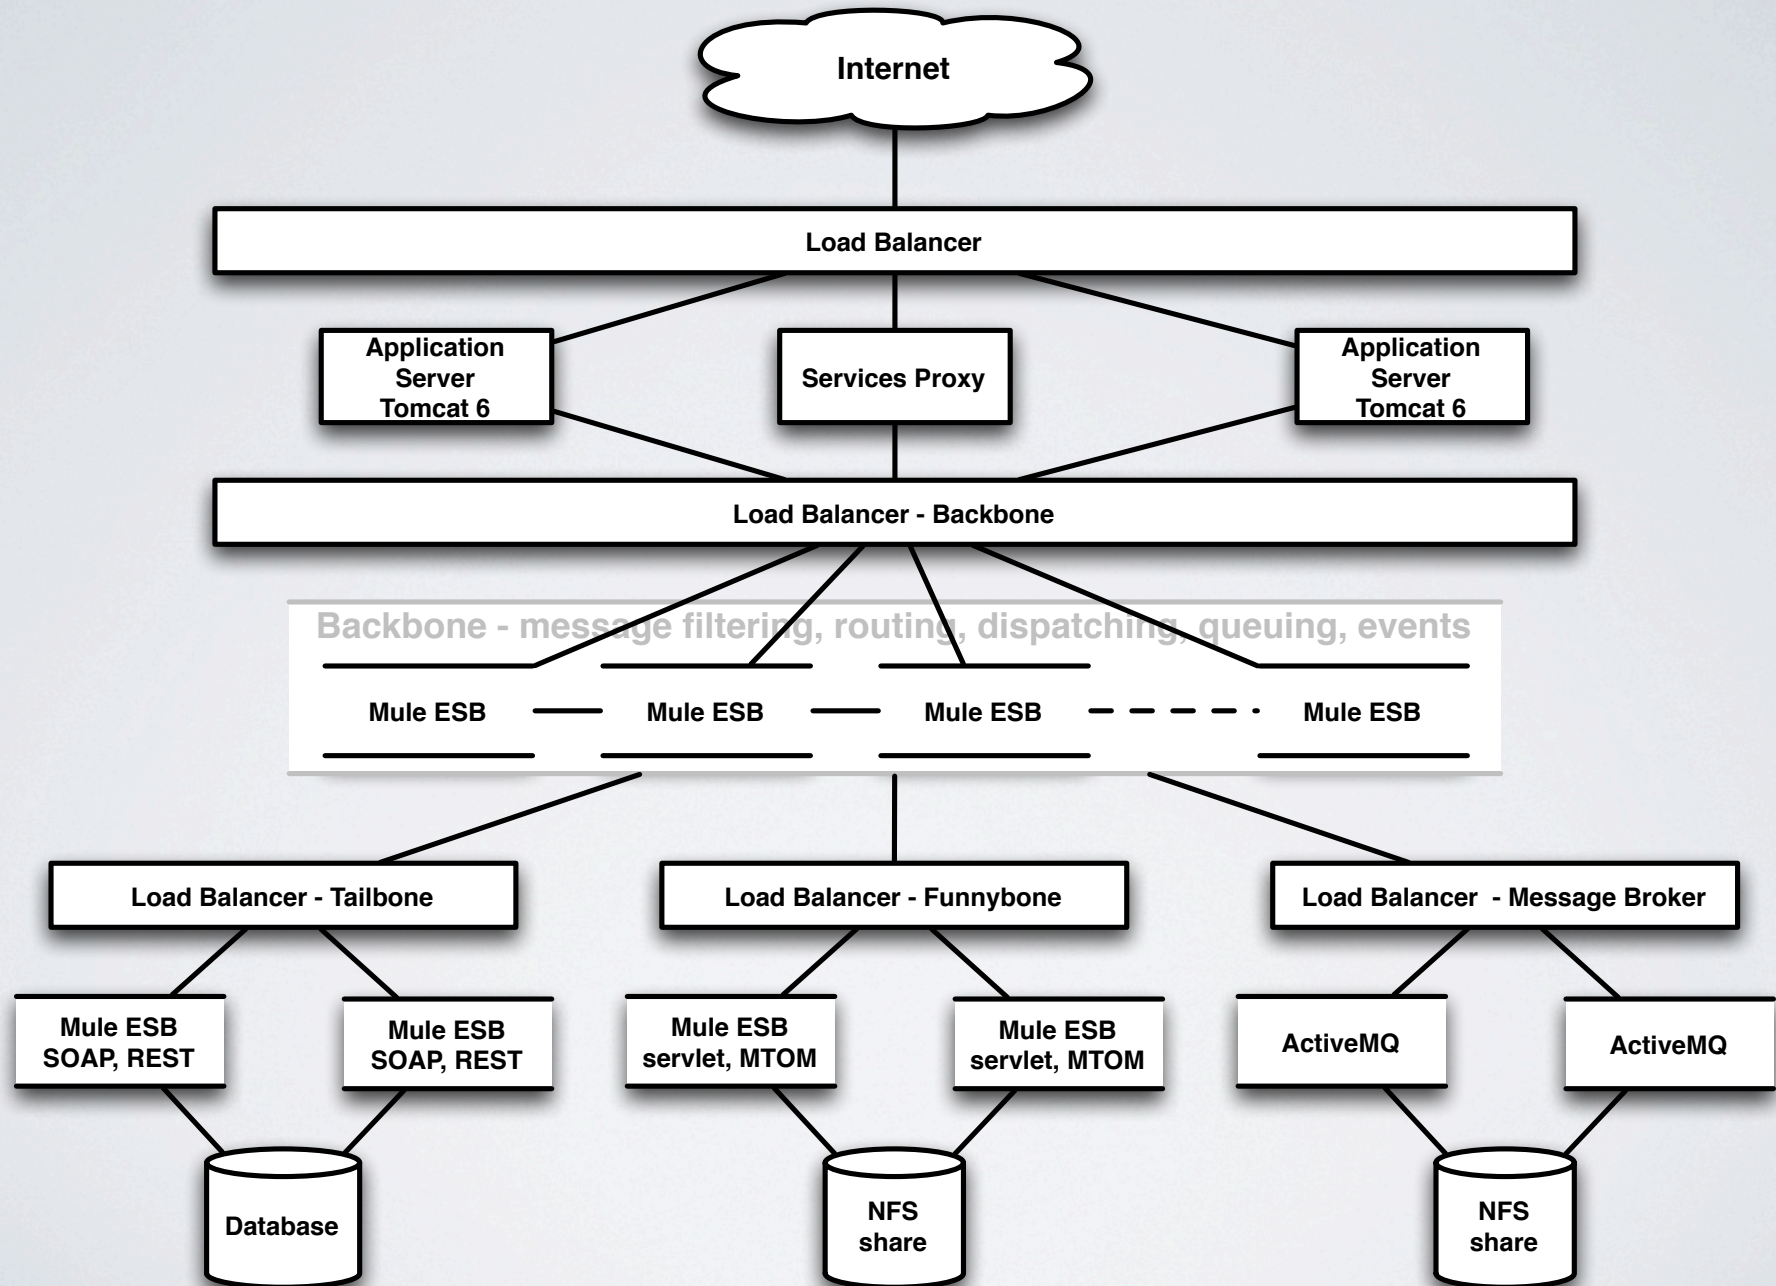 Internet
Load Balancer
Application
Server
Tomcat 6
Services Proxy
Application
Server
Tomcat 6
Load Balancer - Backbone
Backbone - message filtering, routing, dispatching, queuing, events
Mule ESB
Mule ESB
Mule ESB
Mule ESB
Load Balancer - Tailbone
Load Balancer - Funnybone
Load Balancer - Message Broker
Mule ESB
SOAP, REST
Mule ESB
SOAP, REST
Mule ESB
servlet, MTOM
Mule ESB
servlet, MTOM
ActiveMQ
ActiveMQ
Database
NFS
share
NFS
share